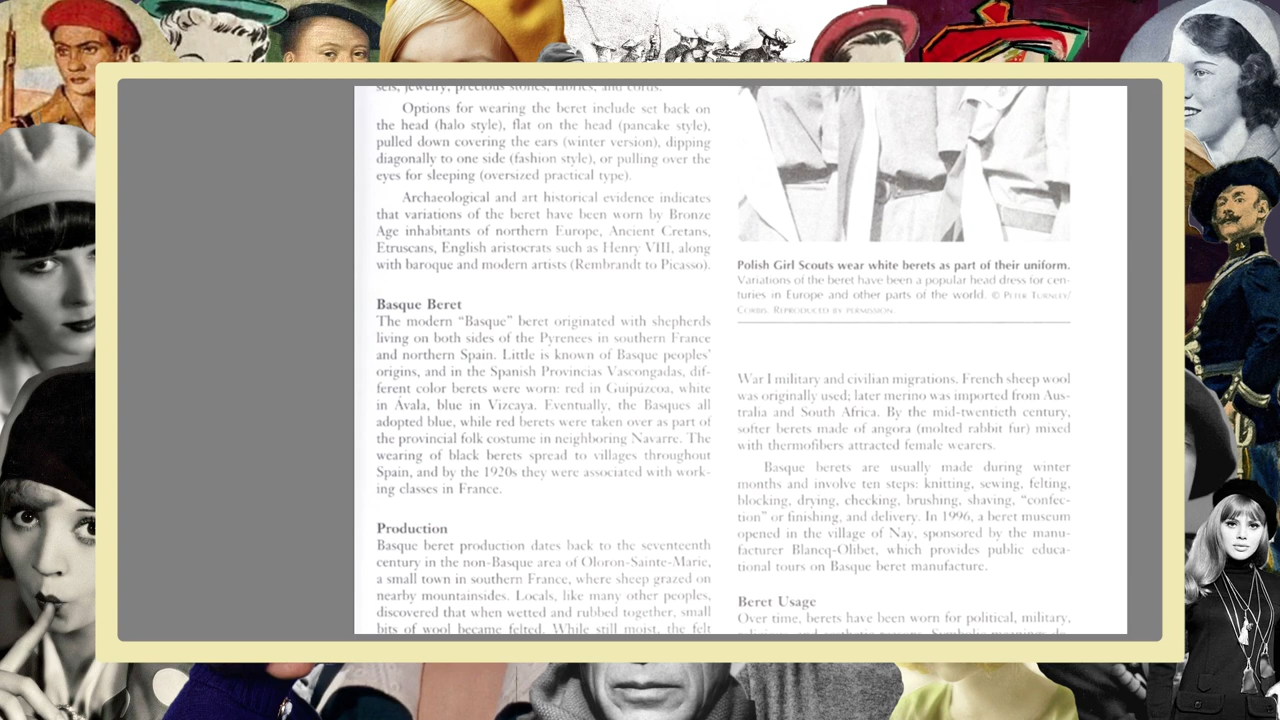 sels, jewelry, precious stones, fabrics, and cords.
Options for wearing the beret include set back on
the head (halo style), flat on the head (pancake style),
pulled down covering the ears (winter version), dipping
diagonally to one side (fashion style), or pulling over the
eyes for sleeping (oversized practical type).
Archaeological and art historical evidence indicates
that variations of the beret have been worn by Bronze
Age inhabitants of northern Europe, Ancient Cretans,
Etruscans, English aristocrats such as Henry VIII, along
with baroque and modern artists (Rembrandt to Picasso).
Basque Beret
The modern “Basque” beret originated with shepherds
living on both sides of the Pyrenees in southern France
and northern Spain. Little is known of Basque peoples’
origins, and in the Spanish Provincias Vascongadas, dif-
ferent color berets were worn: red in Guipúzcoa, white
in Ávala, blue in Vizcaya. Eventually, the Basques all
adopted blue, while red berets were taken over as part of
the provincial folk costume in neighboring Navarre. The
wearing of black berets spread to villages throughout
Spain, and by the 1920s they were associated with work-
ing classes in France.
Production
Basque beret production dates back to the seventeenth
century in the non-Basque area of Oloron-Sainte-Marie,
a small town in southern France, where sheep grazed on
nearby mountainsides. Locals, like many other peoples,
discovered that when wetted and rubbed together, small
bits of wool became felted. While still moist, the felt
Polish Girl Scouts wear white berets as part of their uniform.
Variations of the beret have been a popular head dress for cen-
turies in Europe and other parts of the world. © Peter Turnley/
Corbis. Reproduced by permission.
War I military and civilian migrations. French sheep wool
was originally used; later merino was imported from Aus-
tralia and South Africa. By the mid-twentieth century,
softer berets made of angora (molted rabbit fur) mixed
with thermofibers attracted female wearers.
Basque berets are usually made during winter
months and involve ten steps: knitting, sewing, felting,
blocking, drying, checking, brushing, shaving, “confec-
tion” or finishing, and delivery. In 1996, a beret museum
opened in the village of Nay, sponsored by the manu-
facturer Blancq-Olibet, which provides public educa-
tional tours on Basque beret manufacture.
Beret Usage
Over time, berets have been worn for political, military,